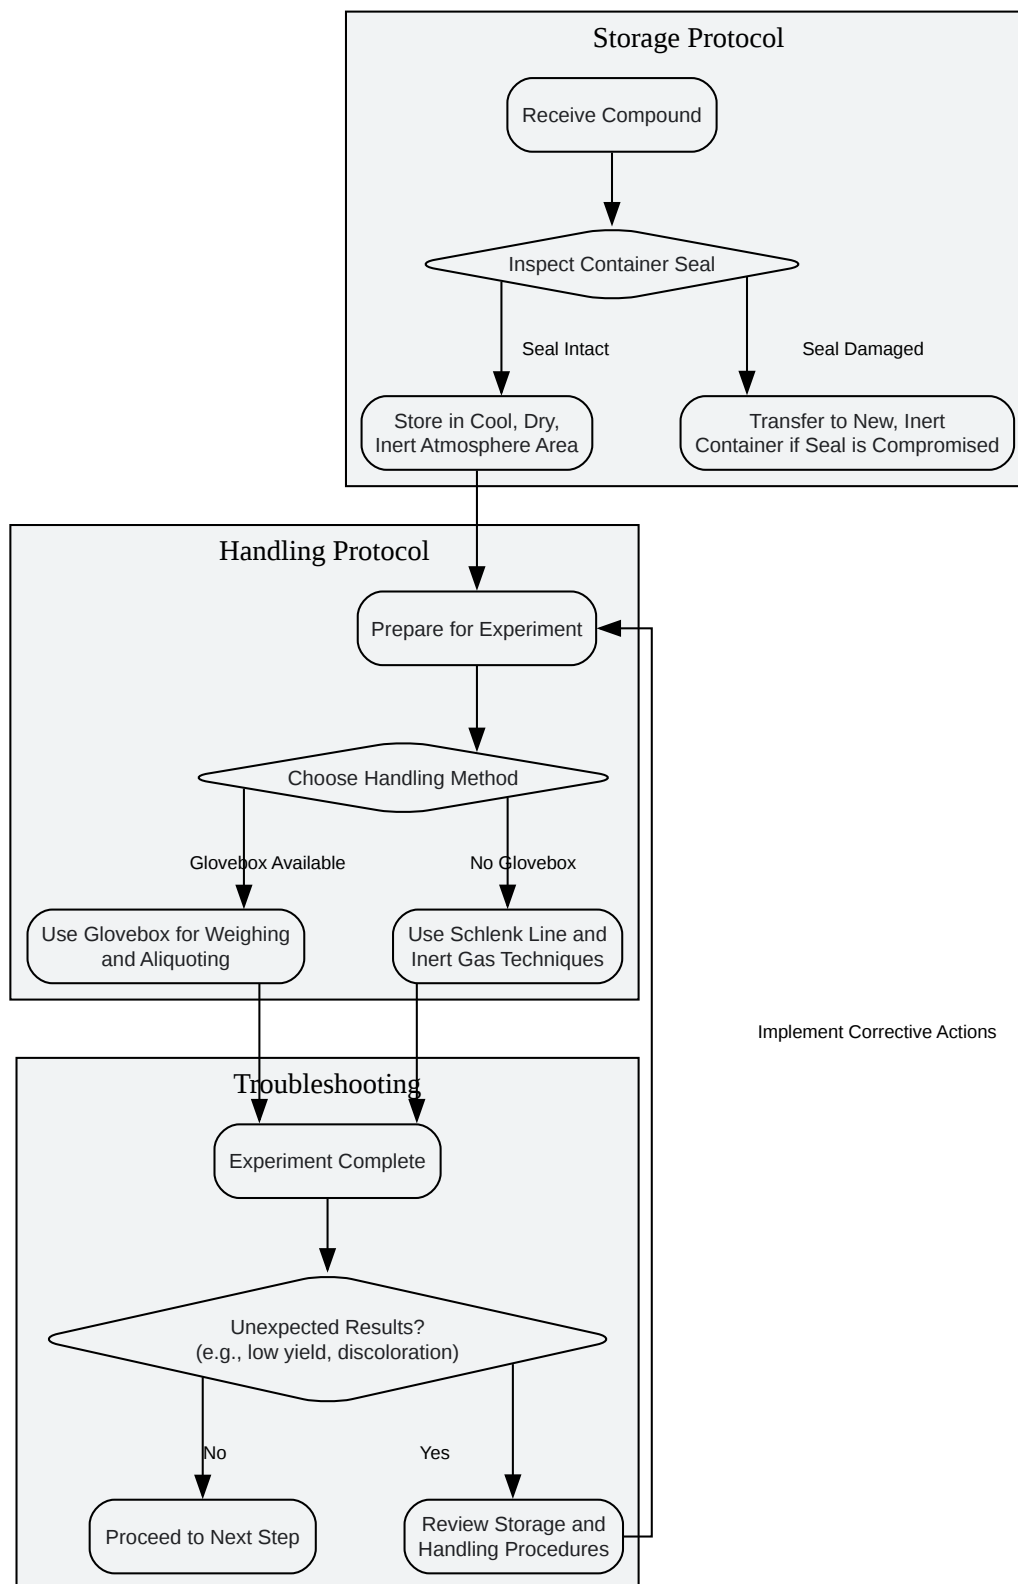 Storage Protocol
Receive Compound
Inspect Container Seal
Seal Intact
Seal Damaged
Store in Cool, Dry,
Inert Atmosphere Area
Transfer to New, Inert
Container if Seal is Compromised
Handling Protocol
Prepare for Experiment
Choose Handling Method
Glovebox Available
No Glovebox
Use Glovebox for Weighing
and Aliquoting
Use Schlenk Line and
Inert Gas Techniques
Implement Corrective Actions
Troubleshooting
Experiment Complete
Unexpected Results?
(e.g., low yield, discoloration)
No
Yes
Proceed to Next Step
Review Storage and
Handling Procedures